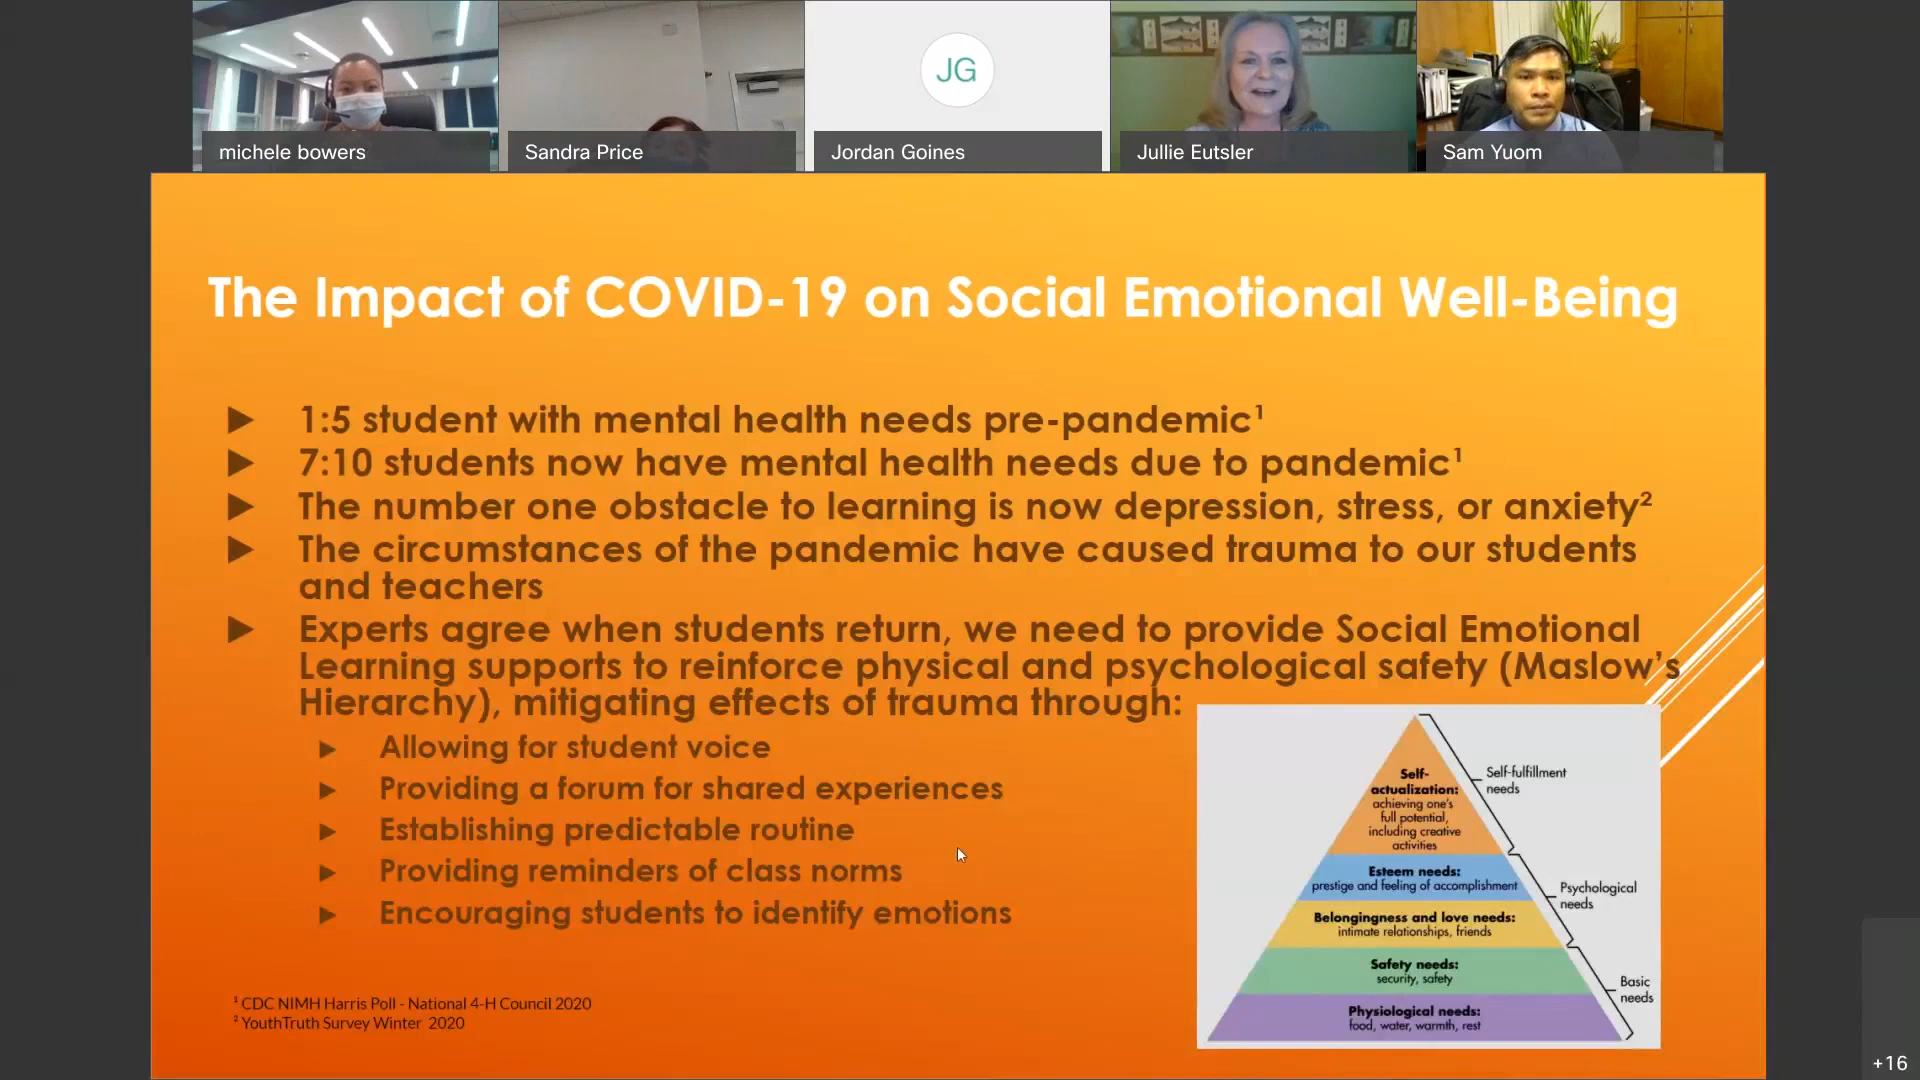 JG
michele bowers
Sandra Price
Jordan Goines
Jullie Eutsler
Sam Yuom
The Impact of COVID-19 on Social Emotional Well-Being
1:5 student with mental health needs pre-pandemic¹
7:10 students now have mental health needs due to pandemic¹
The number one obstacle to learning is now depression, stress, or anxiety²
The circumstances of the pandemic have caused trauma to our students
and teachers
Experts agree when students return, we need to provide Social Emotional
Learning supports to reinforce physical and psychological safety (Maslow's
Hierarchy), mitigating effects of trauma through:
Allowing for student voice
Providing a forum for shared experiences
Establishing predictable routine
Providing reminders of class norms
Encouraging students to identify emotions
¹ CDC NIMH Harris Poll - National 4-H Council 2020
² YouthTruth Survey Winter 2020
Self-
actualization:
achieving one's
full potential,
including creative
activities
Self-fulfillment
needs
Esteem needs:
prestige and feeling of accomplishment
Psychological
needs
Belongingness and love needs:
intimate relationships, friends
Safety needs:
security, safety
Basic
needs
Physiological needs:
food, water, warmth, rest
+16